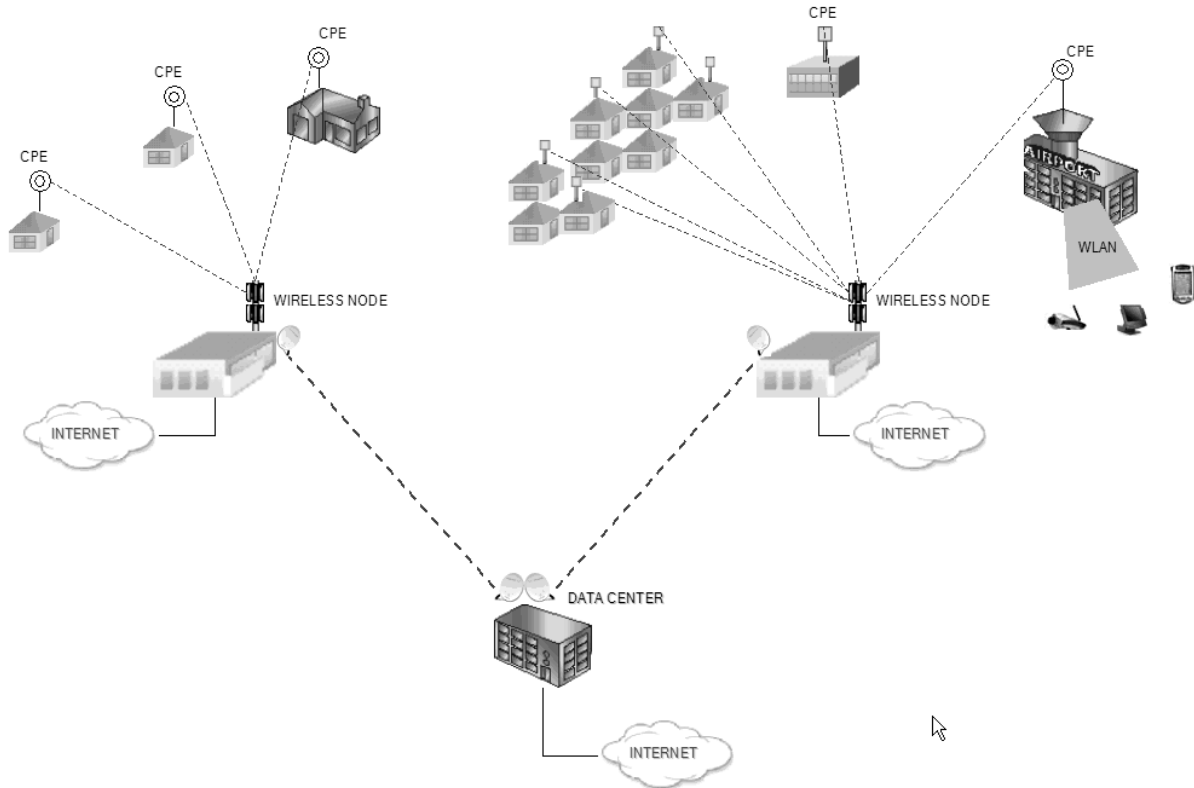 CPE
CPE
CPE
CPE
CPE
AIRPORT
WLAN
WIRELESS NODE
WIRELESS NODE
INTERNET
INTERNET
DATA CENTER
INTERNET